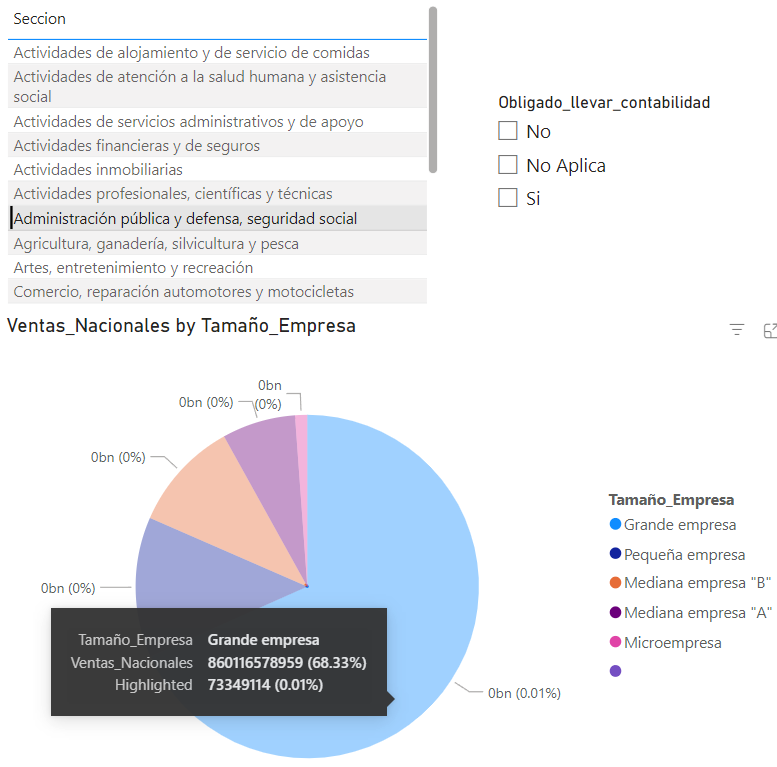 Seccion
Actividades de alojamiento y de servicio de comidas
Actividades de atención a la salud humana y asistencia
social
Actividades de servicios administrativos y de apoyo
Actividades financieras y de seguros
Actividades inmobiliarias
Actividades profesionales, científicas y técnicas
Administración pública y defensa, seguridad social
Agricultura, ganadería, silvicultura y pesca
Artes, entretenimiento y recreación
Comercio, reparación automotores y motocicletas
Obligado_llevar_contabilidad
No
No Aplica
Si
Ventas_Nacionales by Tamaño_Empresa
0bn
(0%)
0bn (0%)
0bn (0%)
0bn (0%)
0bn (0.01%)
Tamaño_Empresa Grande empresa
Ventas_Nacionales 860116578959 (68.33%)
Highlighted 73349114 (0.01%)
Tamaño_Empresa
Grande empresa
Pequeña empresa
Mediana empresa "B"
Mediana empresa "A"
Microempresa